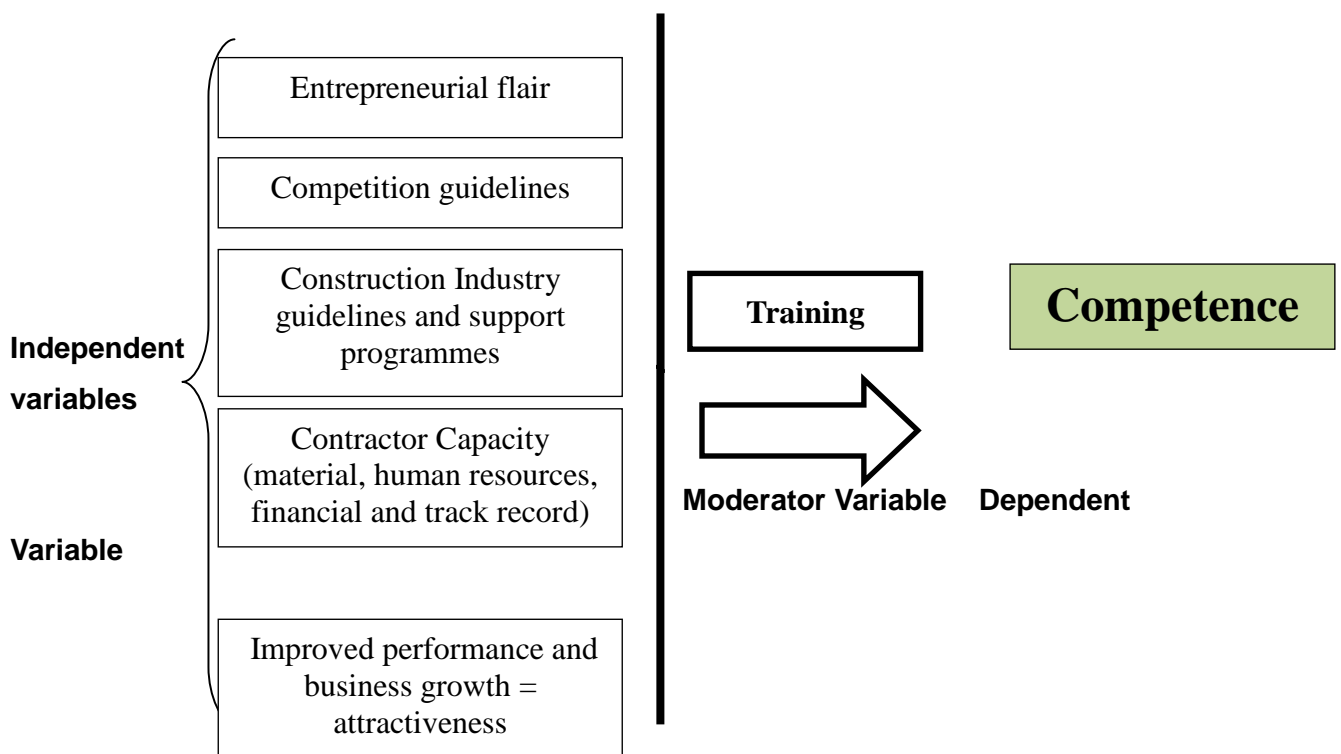 Entrepreneurial flair
Competition guidelines
Construction Industry
guidelines and support
programmes
Independent
variables
Contractor Capacity
(material, human resources,
financial and track record)
Variable
Improved performance and
business growth =
attractiveness
Training
Competence
Moderator Variable Dependent